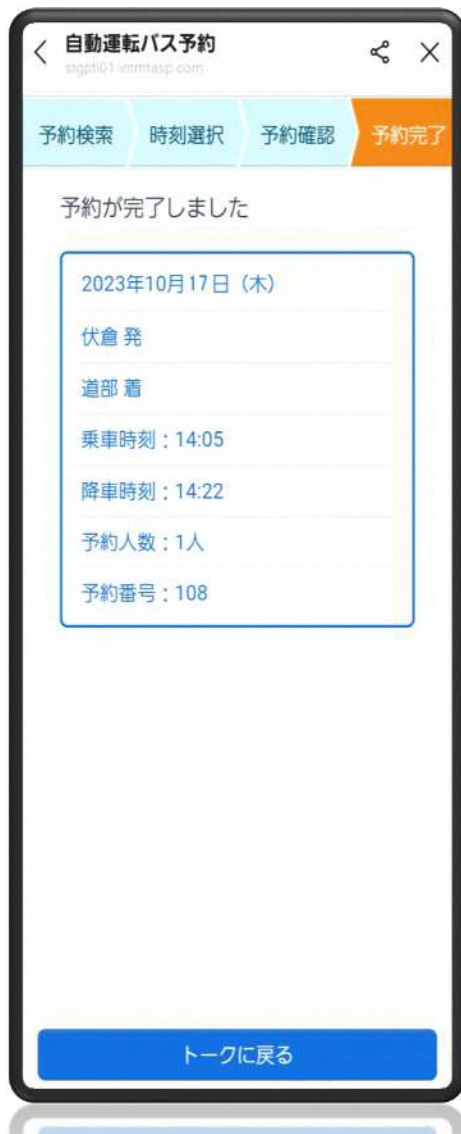 自動運転バス予約
stgptl01.immtasp.com
予約検索 時刻選択 予約確認 予約完了
予約が完了しました
2023年10月17日（木）
伏倉 発
道部 着
乗車時刻：14:05
降車時刻：14:22
予約人数：1人
予約番号：108
トークに戻る